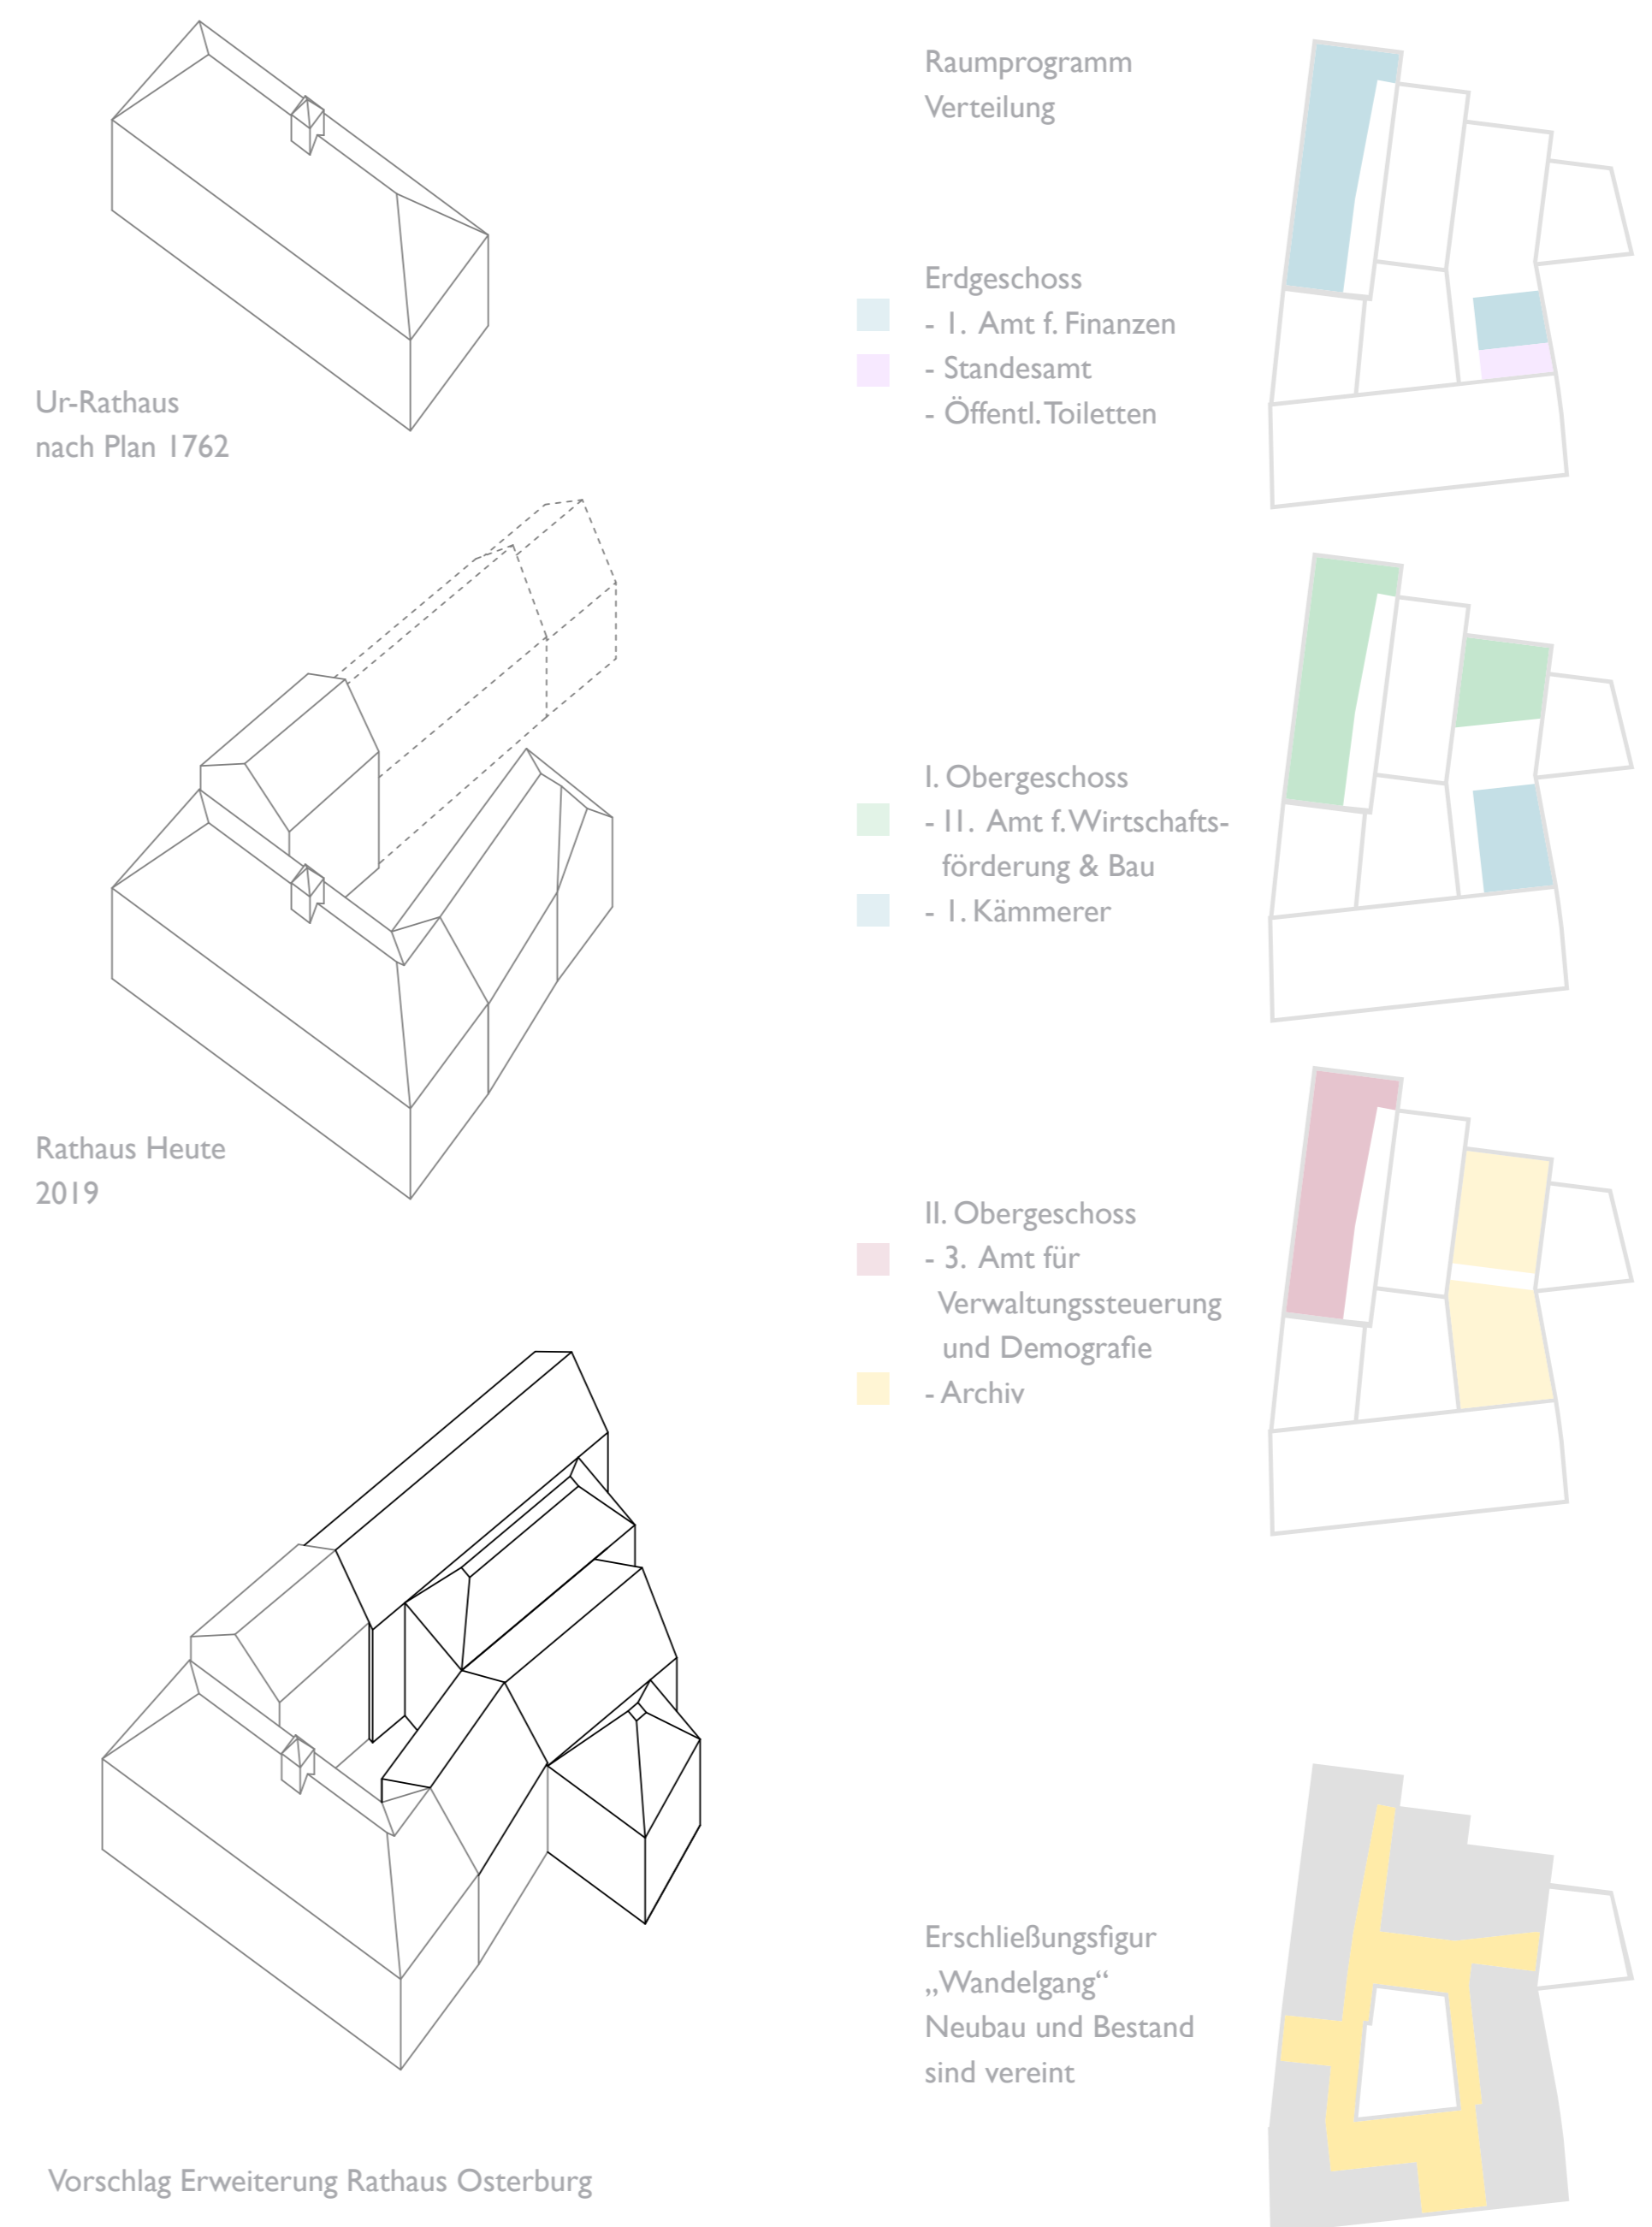 Ur-Rathaus
nach Plan 1762
Rathaus Heute
2019
Vorschlag Erweiterung Rathaus Osterburg
Raumprogramm
Verteilung
Erdgeschoss
- 1. Amt f. Finanzen
- Standesamt
- Öffentl. Toiletten
I. Obergeschoss
- 11. Amt f. Wirtschafts-
förderung & Bau
- 1. Kämmerer
II. Obergeschoss
- 3. Amt für
Verwaltungssteuerung
und Demografie
- Archiv
Erschließungsfigur
„Wandelgang“
Neubau und Bestand
sind vereint